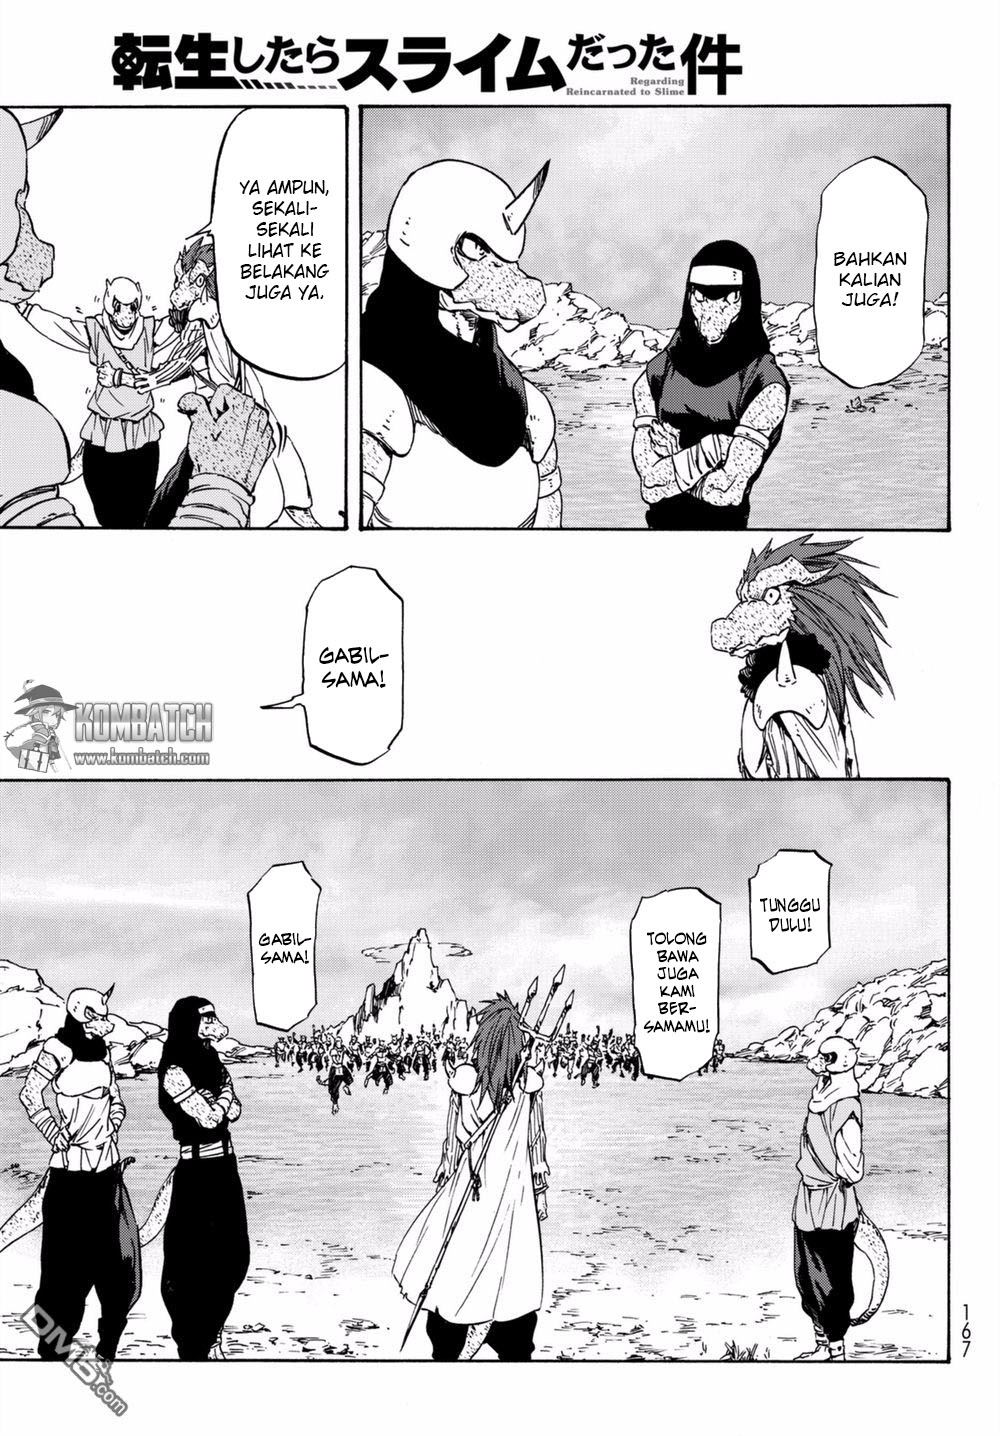 転生したらスライムだった件
Regarding
Reincarnated to Slime
BAHKAN
KALIAN
JUGA!
YA AMPUN,
SEKALI-
SEKALI
LIHAT KE
BELAKANG
JUGA YA.
GABIL-
SAMA!
KOMBATCH
www.kombatch.com
TUNGGU
DULU!
TOLONG
BAWA
JUGA
KAMI
BER-
SAMAMU!
GABIL-
SAMA!
167